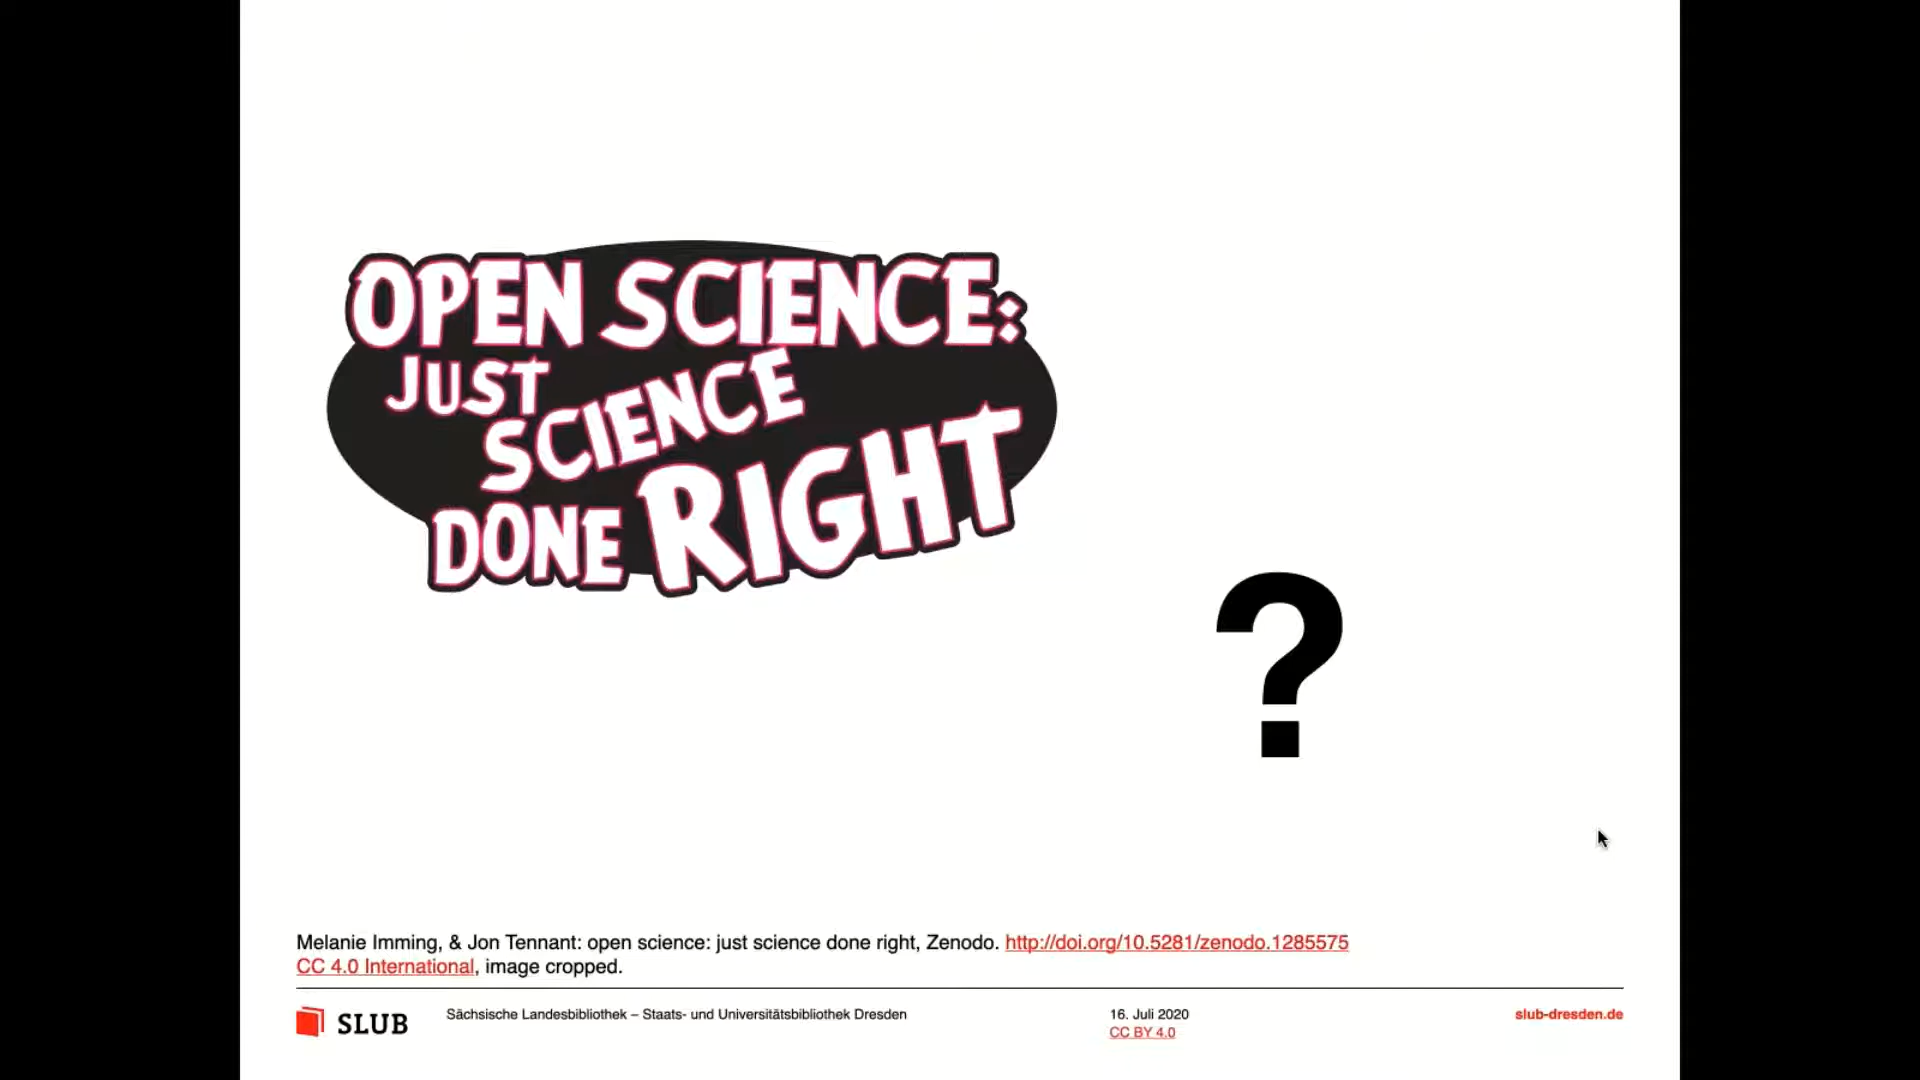 OPEN SCIENCE:
JUST
SCIENCE
DONE RIGHT
?
Melanie Imming, & Jon Tennant: open science: just science done right, Zenodo. http://doi.org/10.5281/zenodo.1285575
CC 4.0 International, image cropped.
SLUB
Sächsische Landesbibliothek – Staats- und Universitätsbibliothek Dresden
16. Juli 2020
CC BY 4.0
slub-dresden.de